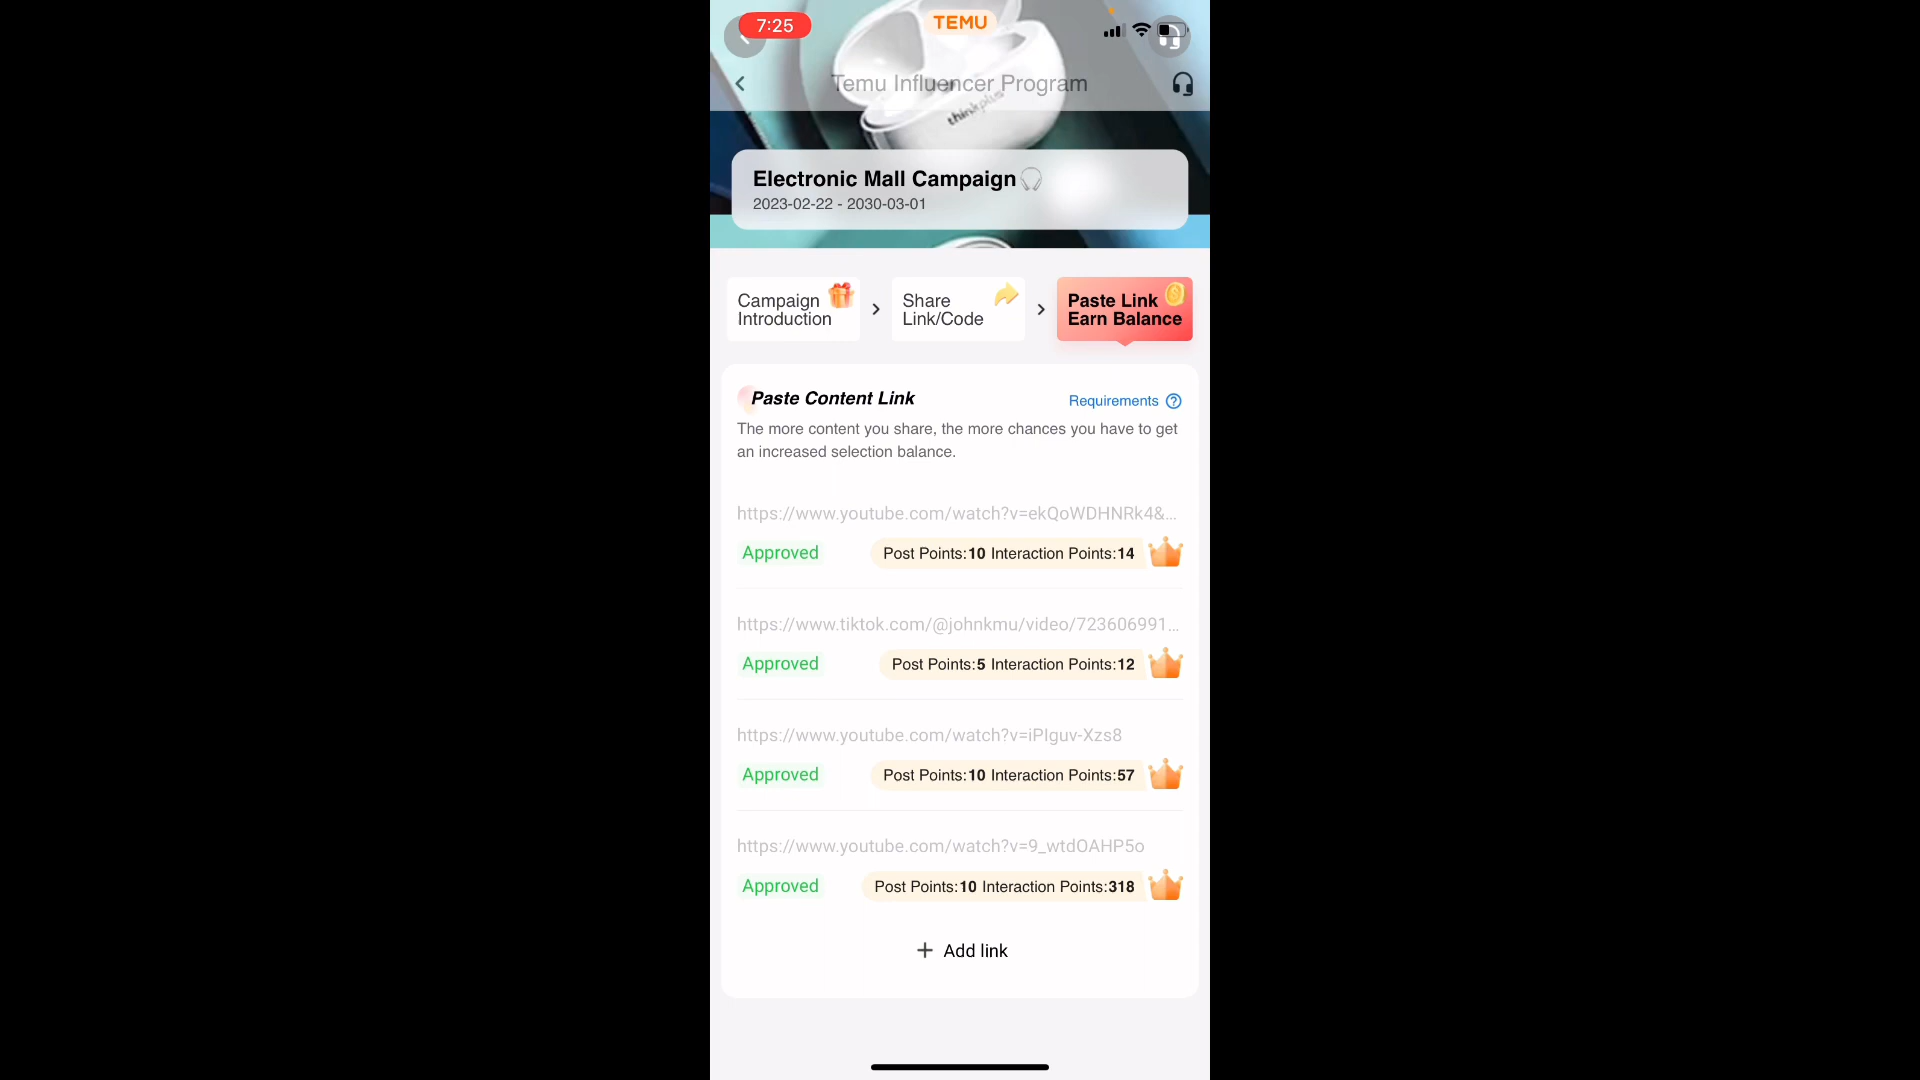 7:25
TEMU
Temu Influencer Program
thinkplus
Electronic Mall Campaign
2023-02-22 - 2030-03-01
Campaign
Introduction
Share
Link/Code
Paste Link
Earn Balance
Paste Content Link
Requirements
The more content you share, the more chances you have to get
an increased selection balance.
https://www.youtube.com/watch?v=ekQoWDHNRk4&...
Approved
Post Points:10 Interaction Points:14
https://www.tiktok.com/@johnkmu/video/723606991...
Approved
Post Points:5 Interaction Points:12
https://www.youtube.com/watch?v=iPIguv-Xzs8
Approved
Post Points:10 Interaction Points:57
https://www.youtube.com/watch?v=9_wtdOAHP5o
Approved
Post Points:10 Interaction Points:318
+ Add link